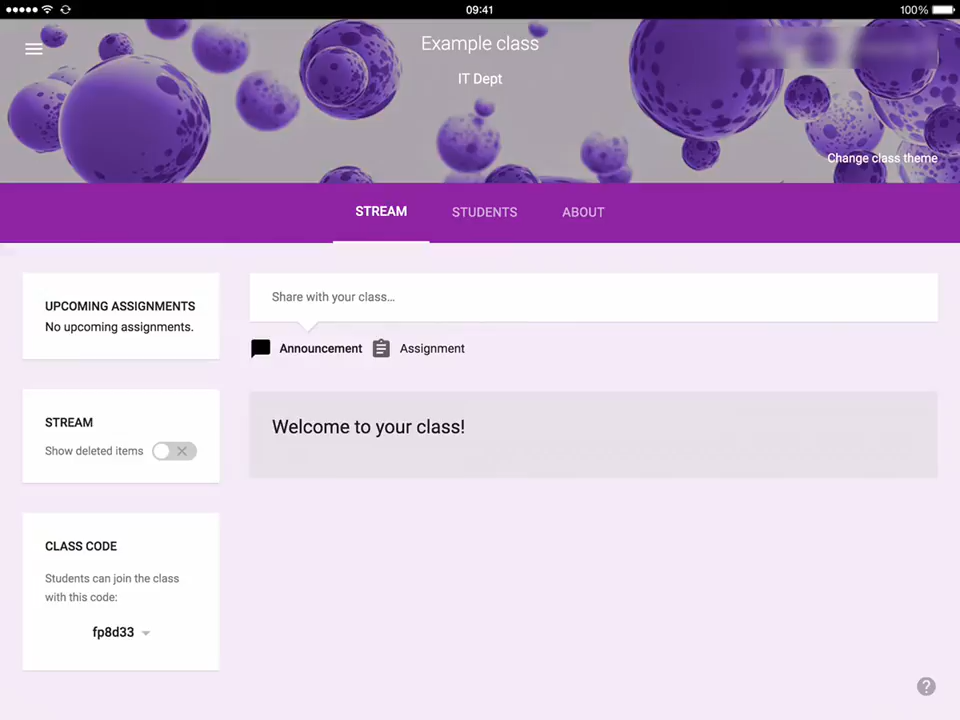 09:41
100%
Example class
IT Dept
Change class theme
STREAM
STUDENTS
ABOUT
UPCOMING ASSIGNMENTS
No upcoming assignments.
Share with your class...
Announcement
Assignment
STREAM
Show deleted items
Welcome to your class!
CLASS CODE
Students can join the class
with this code:
fp8d33
?